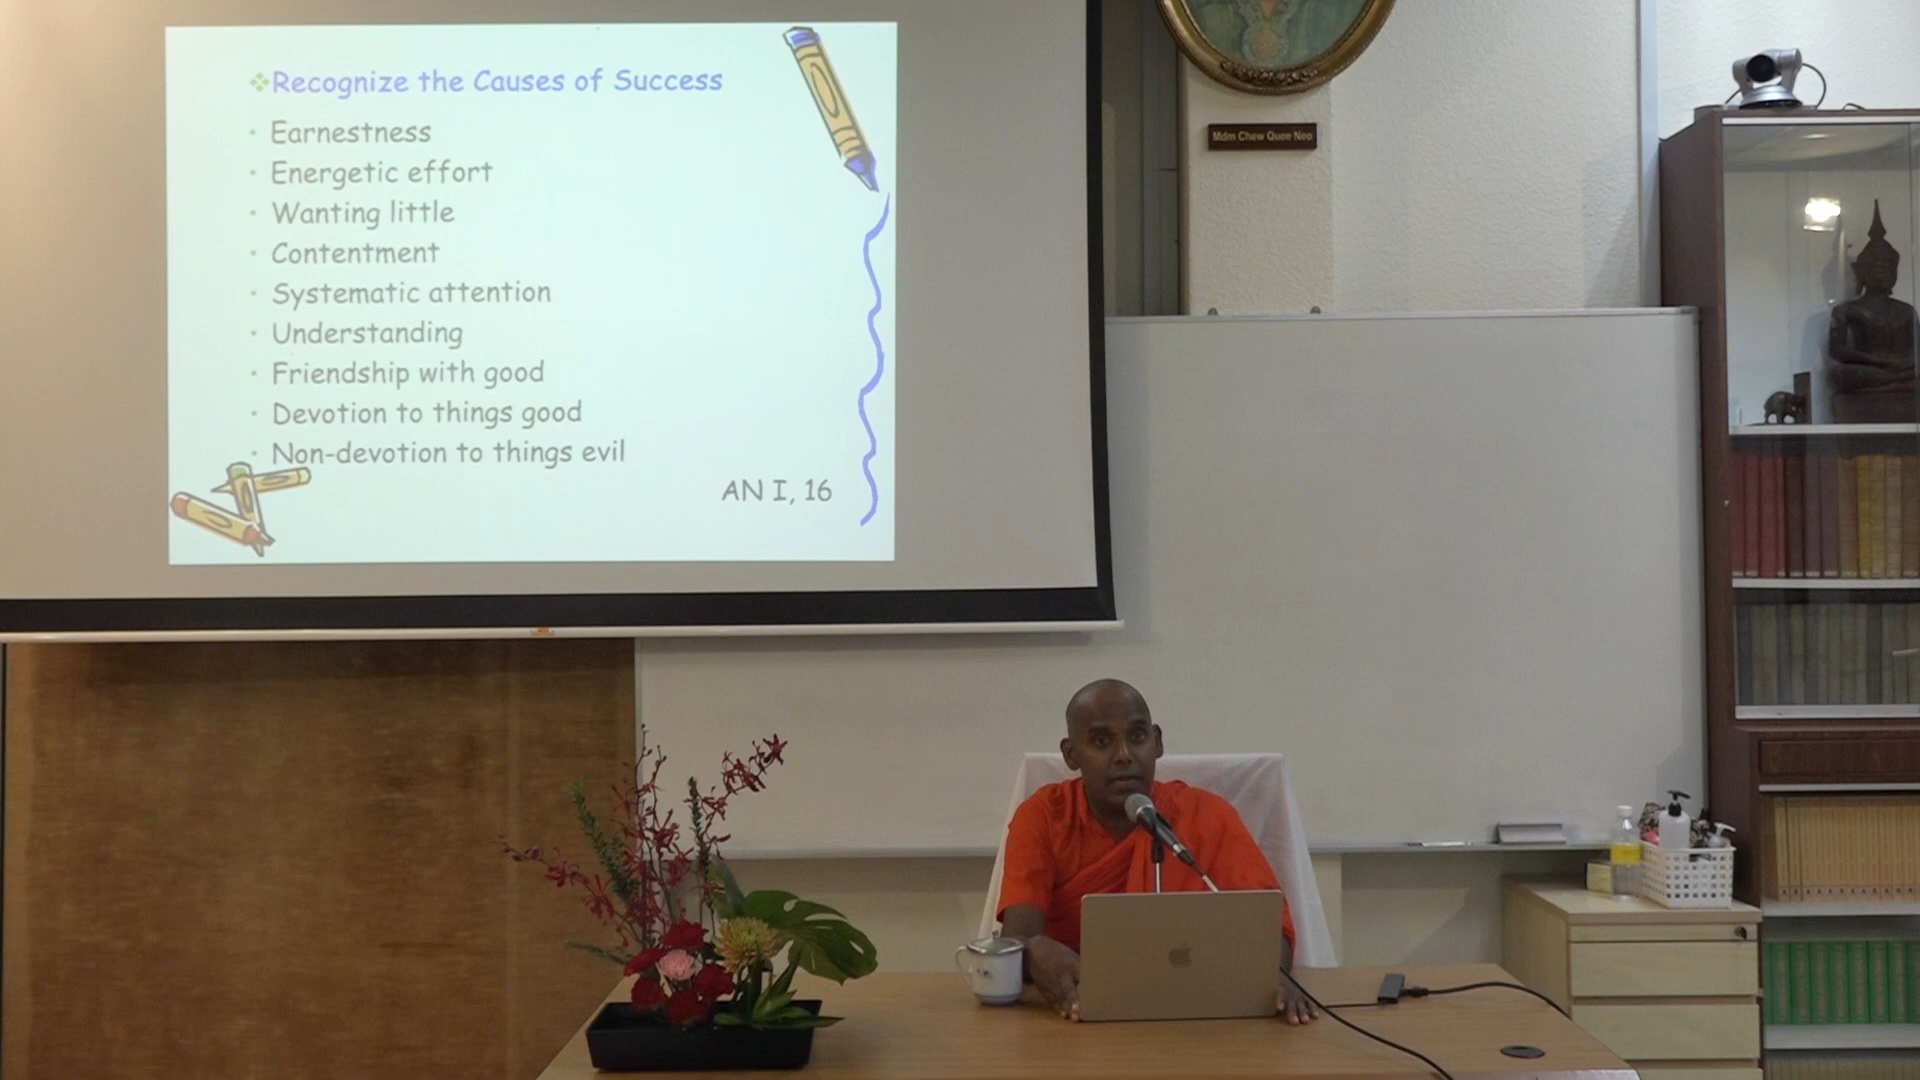 Recognize the Causes of Success
Earnestness
Energetic effort
Wanting little
Contentment
Systematic attention
Understanding
Friendship with good
Devotion to things good
Non-devotion to things evil
AN I, 16
Mdm Chew Quee Neo